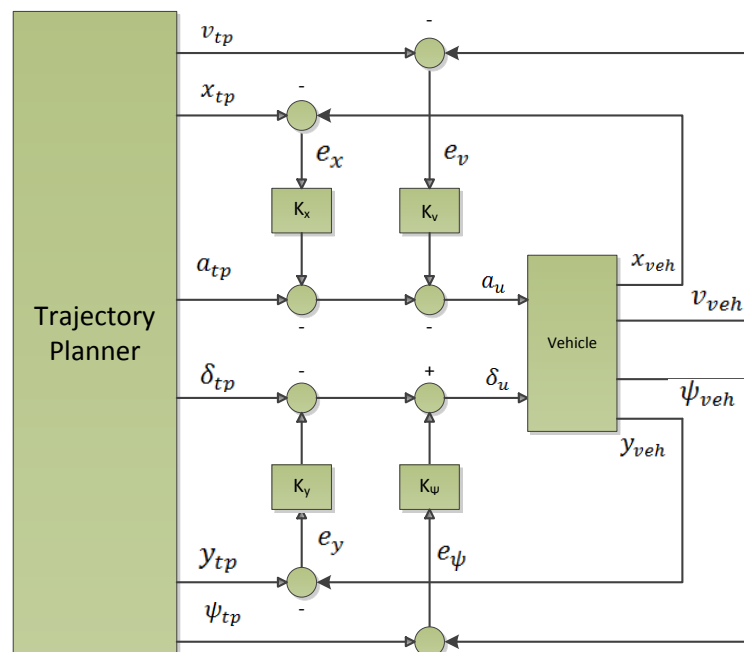 v_tp
-
x_tp
-
e_x
e_v
K_x
K_v
a_tp
a_u
x_veh
v_veh
-
-
Trajectory
Planner
Vehicle
-
+
δ_tp
δ_u
ψ_veh
y_veh
K_y
K_Ψ
e_y
e_ψ
y_tp
-
ψ_tp